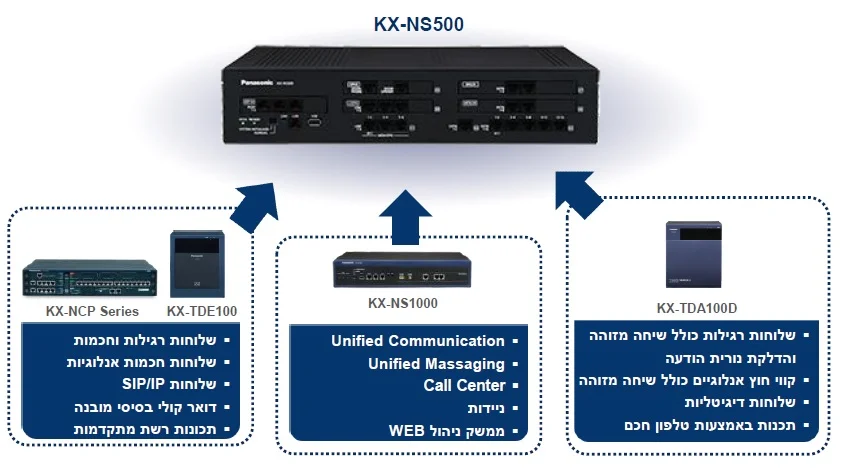 KX-NS500
Panasonic
KX-NCP Series
KX-TDE100
שלוחות רגילות וחכמות
שלוחות חכמות אנלוגיות
שלוחות SIP/IP
דואר קולי בסיסי מובנה
תכונות רשת מתקדמות
KX-NS1000
Unified Communication
Unified Massaging
Call Center
ניידות
ממשק ניהול WEB
KX-TDA100D
שלוחות רגילות כולל שיחה מזוהה
והדלקת נורית הודעה
קווי חוץ אנלוגיים כולל שיחה מזוהה
שלוחות דיגיטליות
תכנות באמצעות טלפון חכם